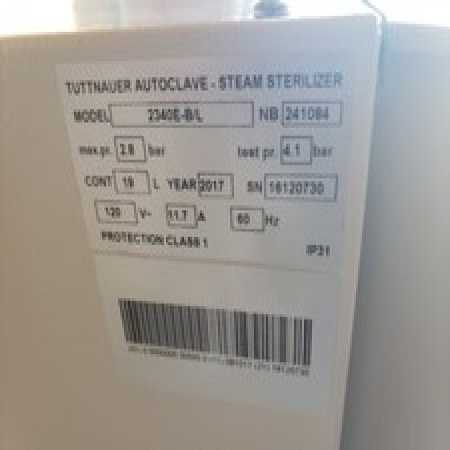 TUTTNAUER AUTOCLAVE - STEAM STERILIZER
MODEL 2340E-B/L NB 241084
max.pr. 2.8 bar test pr. 4.1 bar
CONT 19 L YEAR 2017 SN 16120730
120 V~ 11.7 A 60 Hz
PROTECTION CLASS 1 IP31